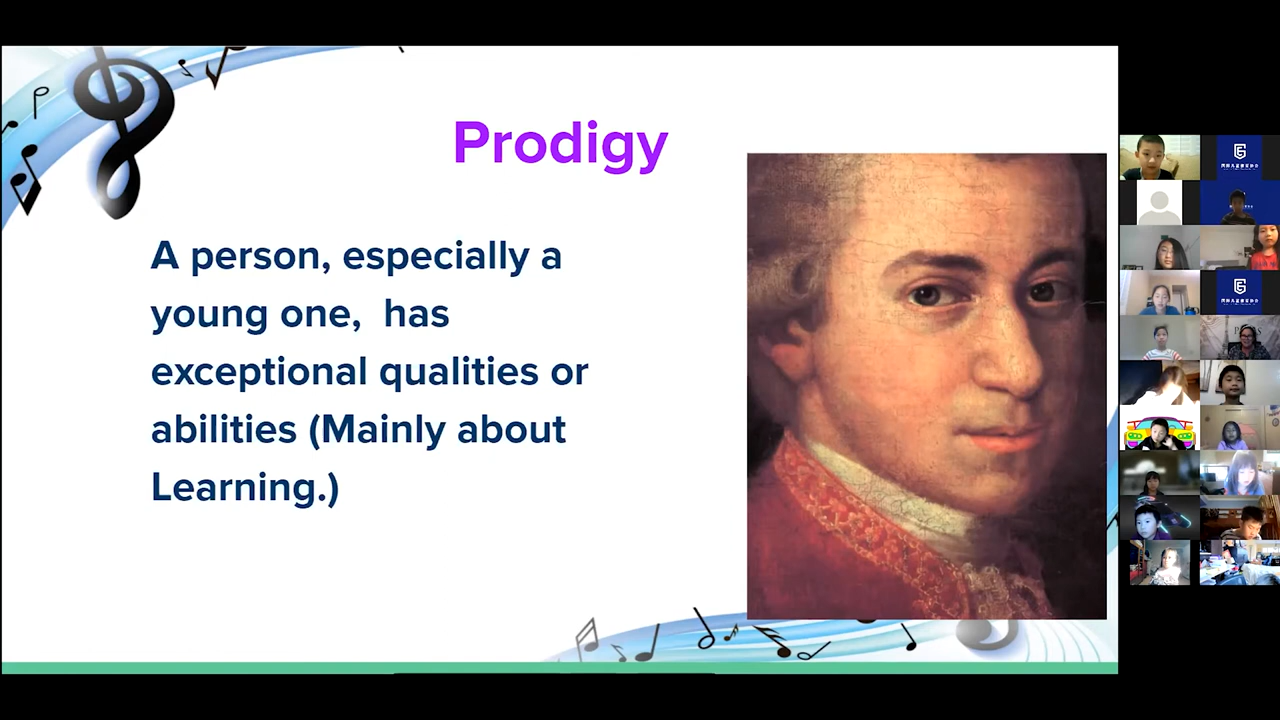 Prodigy
A person, especially a
young one,  has
exceptional qualities or
abilities (Mainly about
Learning.)